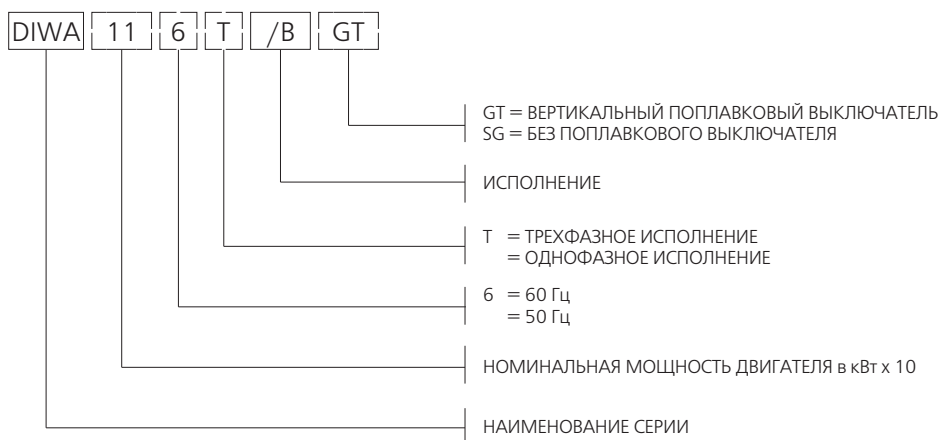 DIWA 11 6 T /B GT
GT = ВЕРТИКАЛЬНЫЙ ПОПЛАВКОВЫЙ ВЫКЛЮЧАТЕЛЬ
SG = БЕЗ ПОПЛАВКОВОГО ВЫКЛЮЧАТЕЛЯ
ИСПОЛНЕНИЕ
T = ТРЕХФАЗНОЕ ИСПОЛНЕНИЕ
= ОДНОФАЗНОЕ ИСПОЛНЕНИЕ
6 = 60 Гц
= 50 Гц
НОМИНАЛЬНАЯ МОЩНОСТЬ ДВИГАТЕЛЯ в кВт x 10
НАИМЕНОВАНИЕ СЕРИИ